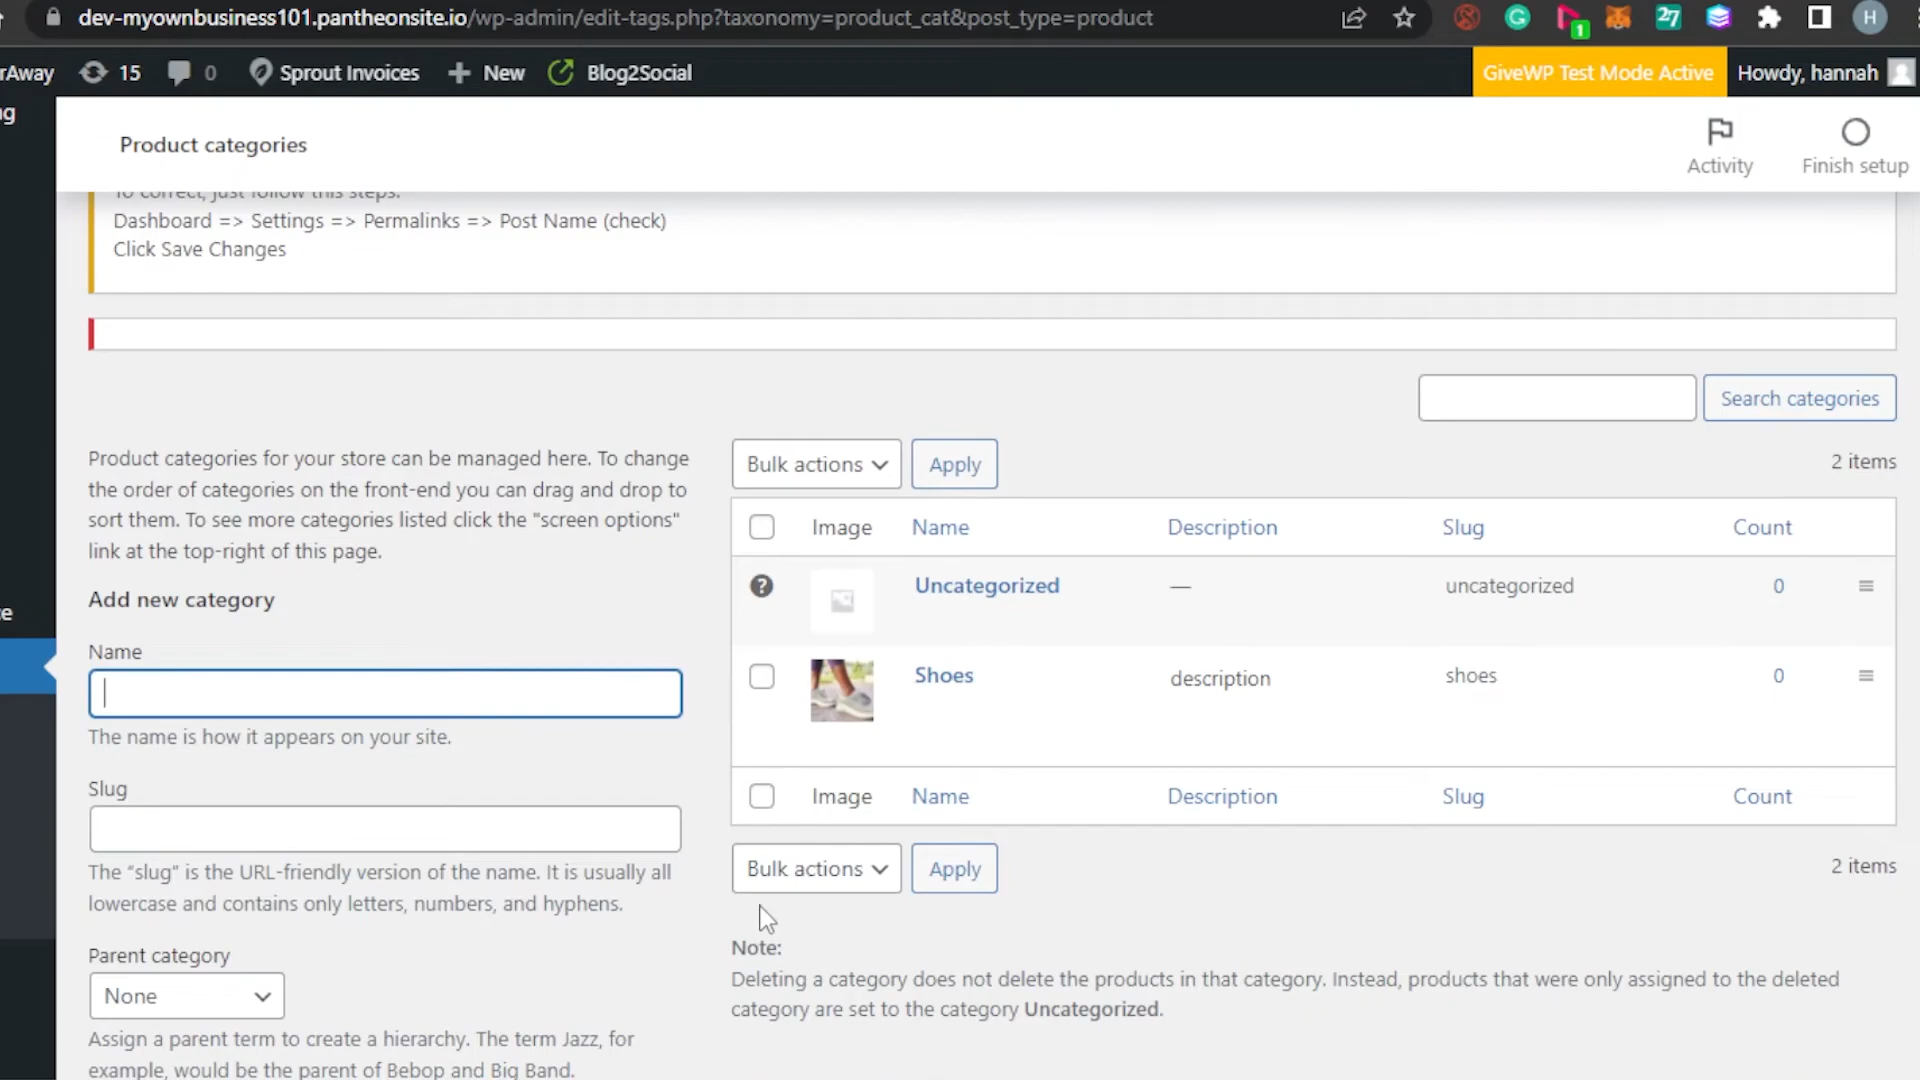 dev-myownbusiness101.pantheonsite.io/wp-admin/edit-tags.php?taxonomy=product_cat&post_type=product
1
27
H
rAway
15
0
Sprout Invoices
New
Blog2Social
GiveWP Test Mode Active
Howdy, hannah
g
Product categories
Activity
Finish setup
To correct, just follow this steps.
Dashboard => Settings => Permalinks => Post Name (check)
Click Save Changes
Search categories
Product categories for your store can be managed here. To change
the order of categories on the front-end you can drag and drop to
sort them. To see more categories listed click the "screen options"
link at the top-right of this page.
Bulk actions
Apply
2 items
Image Name Description Slug Count
Uncategorized — uncategorized 0
Shoes description shoes 0
Image Name Description Slug Count
Bulk actions
Apply
2 items
Add new category
e
Name
The name is how it appears on your site.
Slug
The “slug” is the URL-friendly version of the name. It is usually all
lowercase and contains only letters, numbers, and hyphens.
Parent category
None
Assign a parent term to create a hierarchy. The term Jazz, for
example, would be the parent of Bebop and Big Band.
Note:
Deleting a category does not delete the products in that category. Instead, products that were only assigned to the deleted
category are set to the category Uncategorized.